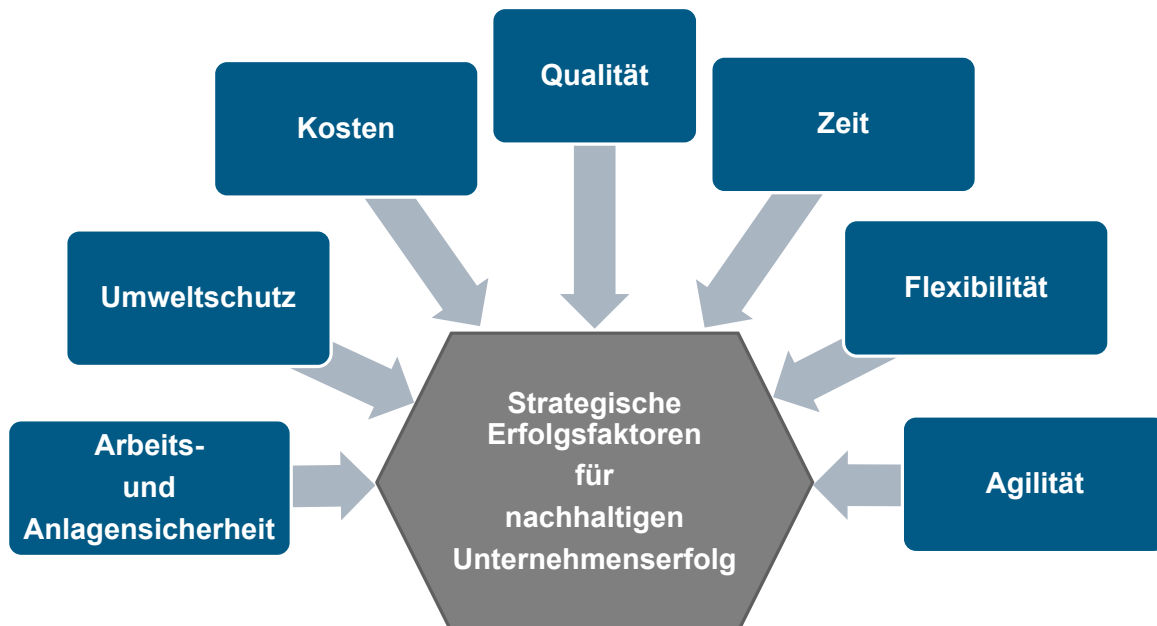 Qualität
Kosten
Zeit
Umweltschutz
Flexibilität
Arbeits-
und
Anlagensicherheit
Strategische
Erfolgsfaktoren
für
nachhaltigen
Unternehmenserfolg
Agilität